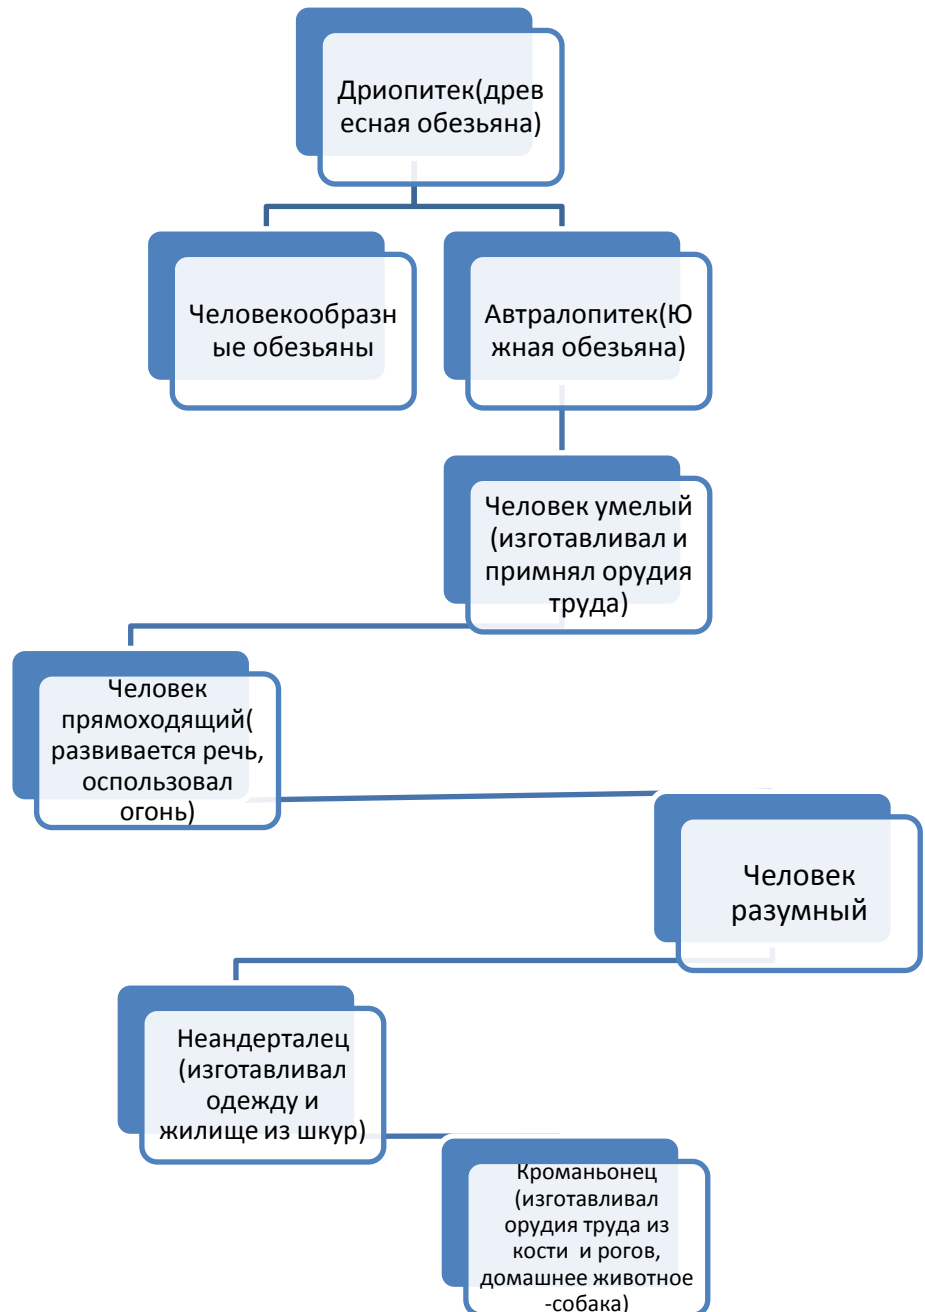 Дриопитек(древ
есная обезьяна)
Человекообразн
ые обезьяны
Автралопитек(Ю
жная обезьяна)
Человек умелый
(изготавливал и
примнял орудия
труда)
Человек
прямоходящий(
развивается речь,
оспользовал
огонь)
Человек
разумный
Неандерталец
(изготавливал
одежду и
жилище из шкур)
Кроманьонец
(изготавливал
орудия труда из
кости и рогов,
домашнее животное
-собака)